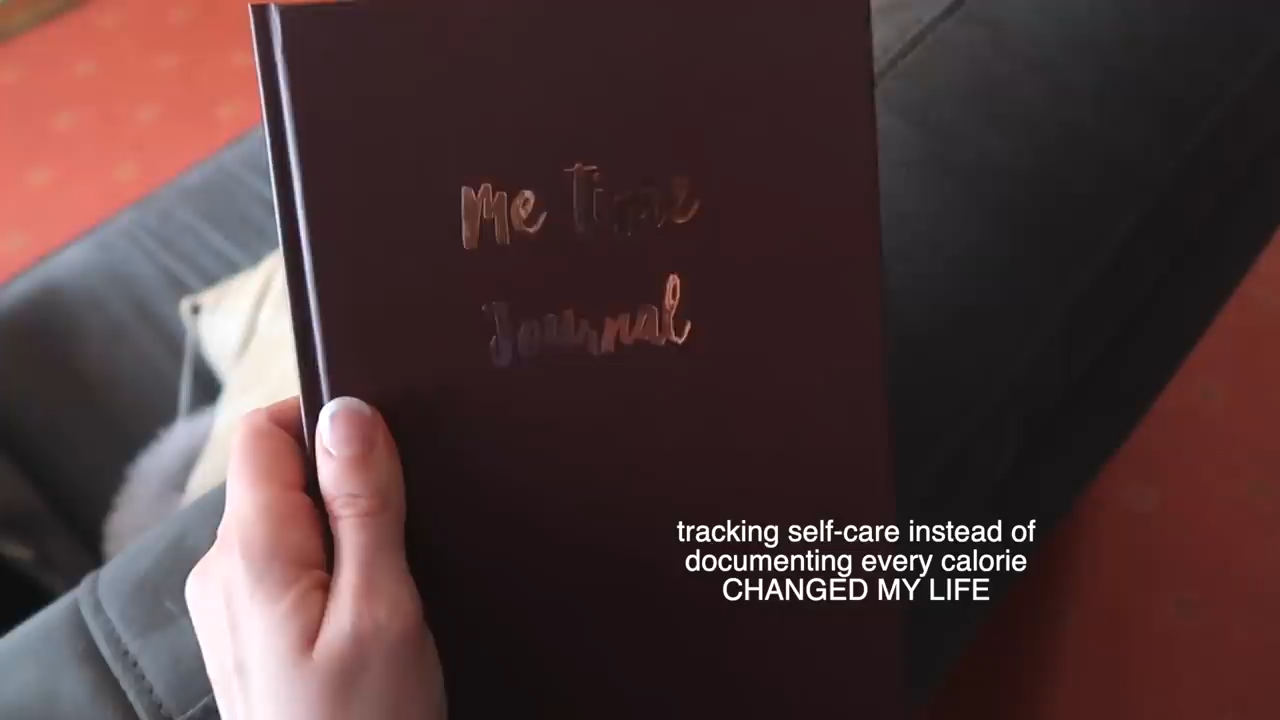 me time
Journal
tracking self-care instead of
documenting every calorie
CHANGED MY LIFE